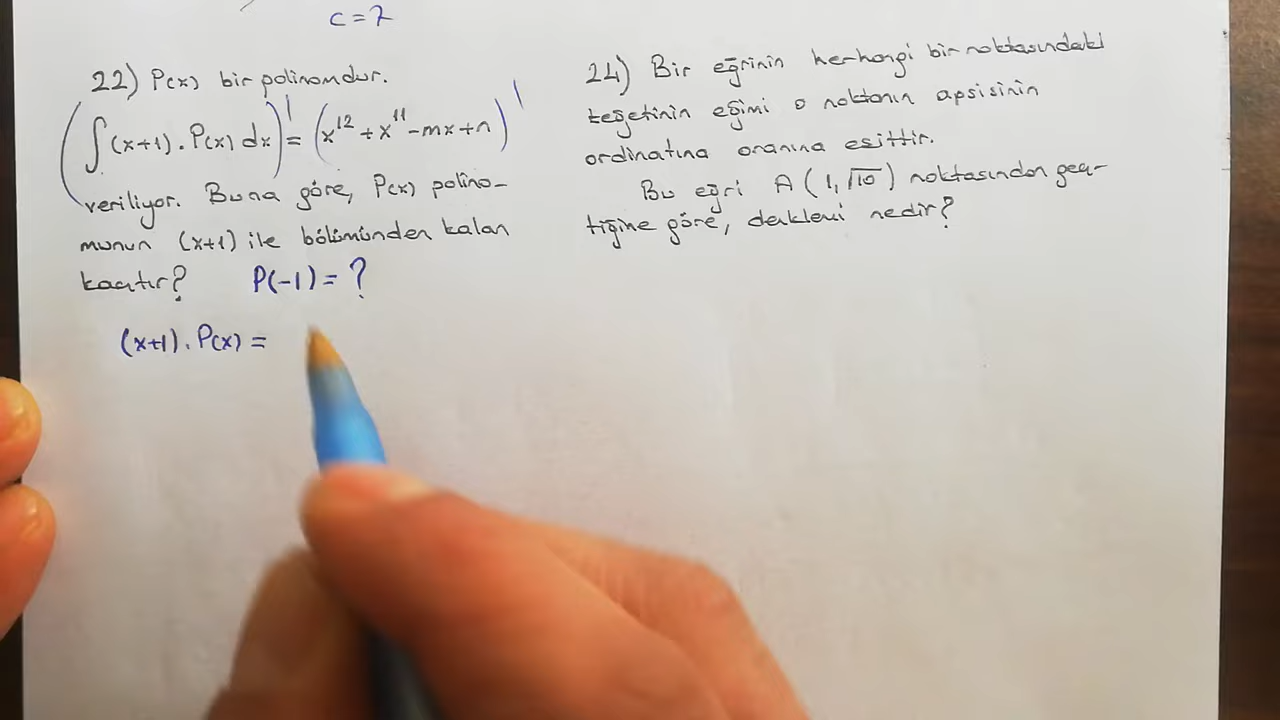 c=7
22) P(x) bir polinomdur.
(∫(x+1).P(x)dx)' = (x¹² + x¹¹ - mx + n)'
veriliyor. Buna göre, P(x) polino-
munun (x+1) ile bölümünden kalan
kaçtır? P(-1) = ?
(x+1).P(x) =
24) Bir eğrinin herhangi bir noktasındaki
teğetinin eğimi o noktanın apsisinin
ordinatına oranına eşittir.
Bu eğri A(1,√10) noktasından geç-
tiğine göre, denklemi nedir?